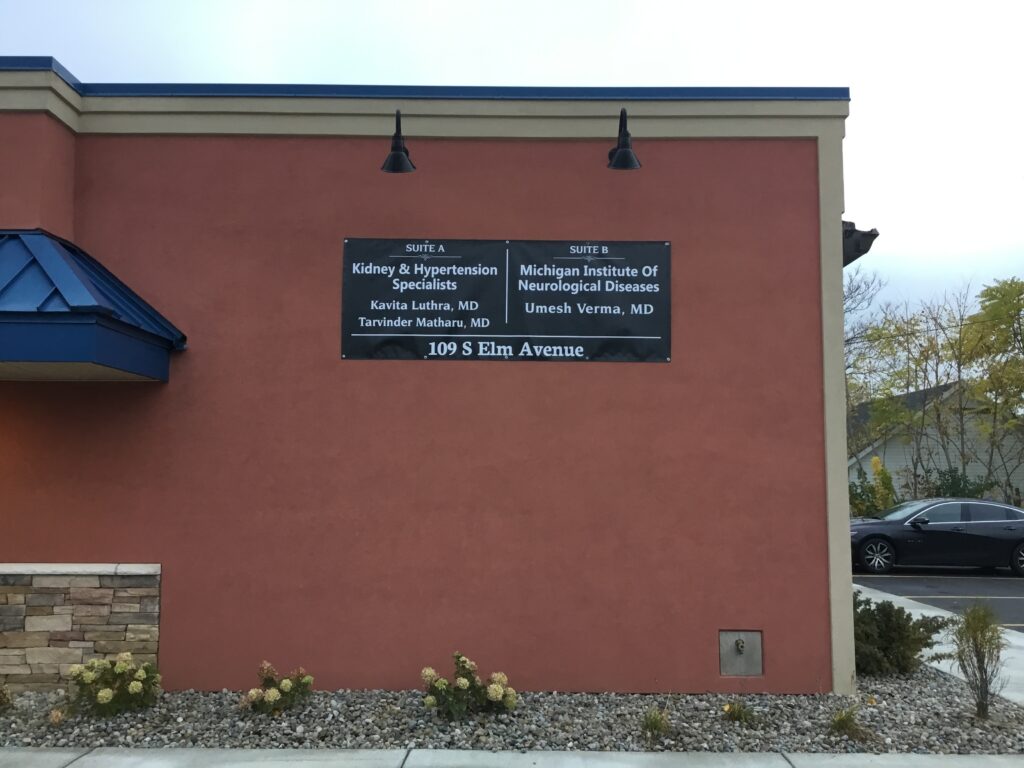 SUITE A
Kidney & Hypertension
Specialists
Kavita Luthra, MD
Tarvinder Matharu, MD
SUITE B
Michigan Institute Of
Neurological Diseases
Umesh Verma, MD
109 S Elm Avenue